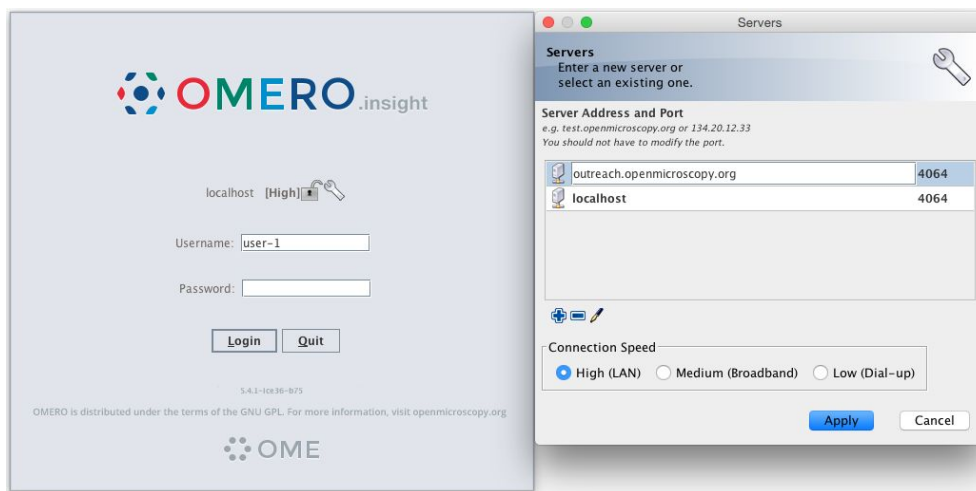 OMERO.insight
localhost [High]
Username: user-1
Password:
Login Quit
5.4.1-ice36-b75
OMERO is distributed under the terms of the GNU GPL. For more information, visit openmicroscopy.org
OME
Servers
Servers
Enter a new server or
select an existing one.
Server Address and Port
e.g. test.openmicroscopy.org or 134.20.12.33
You should not have to modify the port.
outreach.openmicroscopy.org 4064
localhost 4064
Connection Speed
High (LAN) Medium (Broadband) Low (Dial-up)
Apply Cancel